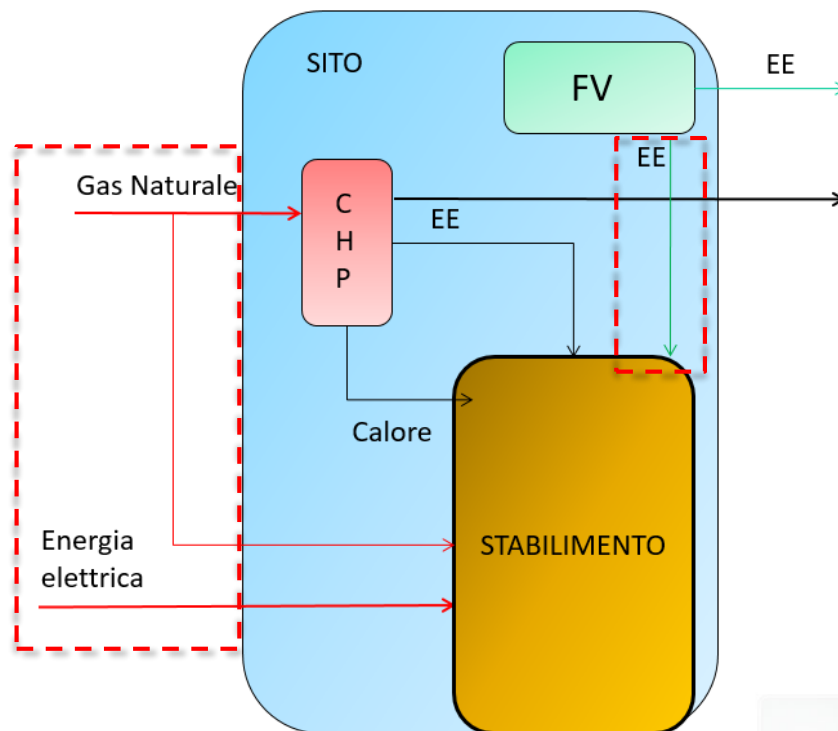 SITO
FV
EE
EE
Gas Naturale
C
H
P
EE
Calore
Energia
elettrica
STABILIMENTO